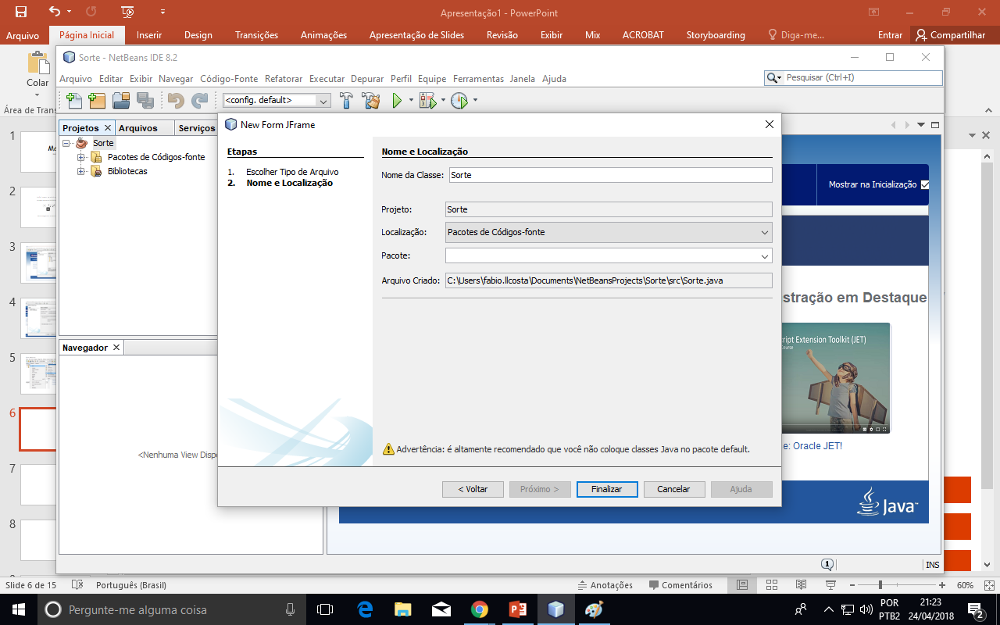 Apresentação1 - PowerPoint
Arquivo Página Inicial Inserir Design Transições Animações Apresentação de Slides Revisão Exibir Mix ACROBAT Storyboarding Diga-me... Entrar Compartilhar
Sorte - NetBeans IDE 8.2
Colar
Área de Trans
Arquivo Editar Exibir Navegar Código-Fonte Refatorar Executar Depurar Perfil Equipe Ferramentas Janela Ajuda
Pesquisar (Ctrl+I)
<config. default>
Projetos Arquivos Serviços
Sorte
Pacotes de Códigos-fonte
Bibliotecas
New Form JFrame
Etapas
1. Escolher Tipo de Arquivo
2. Nome e Localização
Nome e Localização
Nome da Classe: Sorte
Projeto: Sorte
Localização: Pacotes de Códigos-fonte
Pacote:
Arquivo Criado: C:\Users\fabio.llcosta\Documents\NetBeansProjects\Sorte\src\Sorte.java
Advertência: é altamente recomendado que você não coloque classes Java no pacote default.
< Voltar Próximo > Finalizar Cancelar Ajuda
Mostrar na Inicialização
stração em Destaque
ript Extension Toolkit (JET)
Course
e: Oracle JET!
Java
Navegador
<Nenhuma View Disp
1
2
3
4
5
6
7
8
1
INS
Slide 6 de 15 Português (Brasil) Anotações Comentários 60%
Pergunte-me alguma coisa
POR
PTB2
21:23
24/04/2018
2